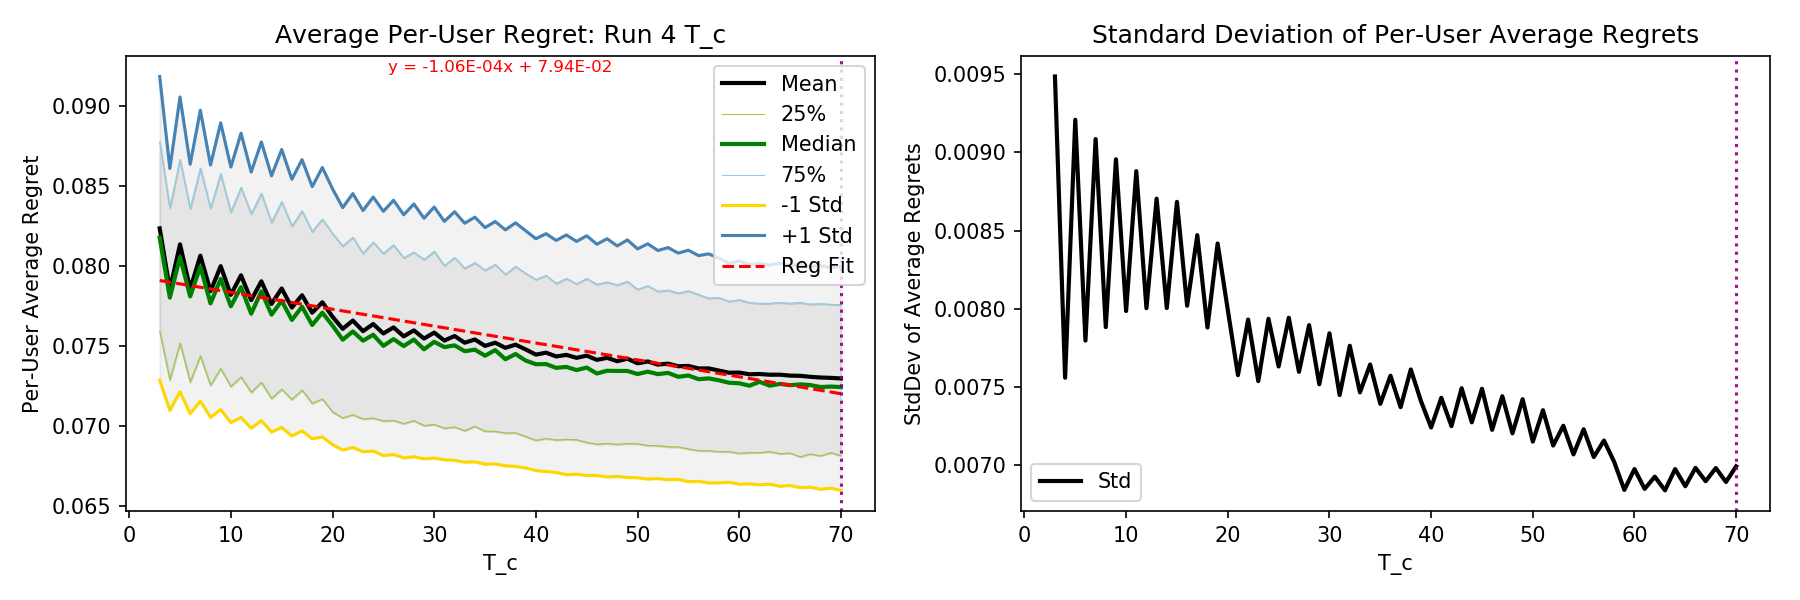 Average Per-User Regret: Run 4 T_c
y = -1.06E-04x + 7.94E-02
Per-User Average Regret
0.090
0.085
0.080
0.075
0.070
0.065
0 10 20 30 40 50 60 70
T_c
Mean
25%
Median
75%
-1 Std
+1 Std
Reg Fit
Standard Deviation of Per-User Average Regrets
StdDev of Average Regrets
0.0095
0.0090
0.0085
0.0080
0.0075
0.0070
0 10 20 30 40 50 60 70
T_c
Std